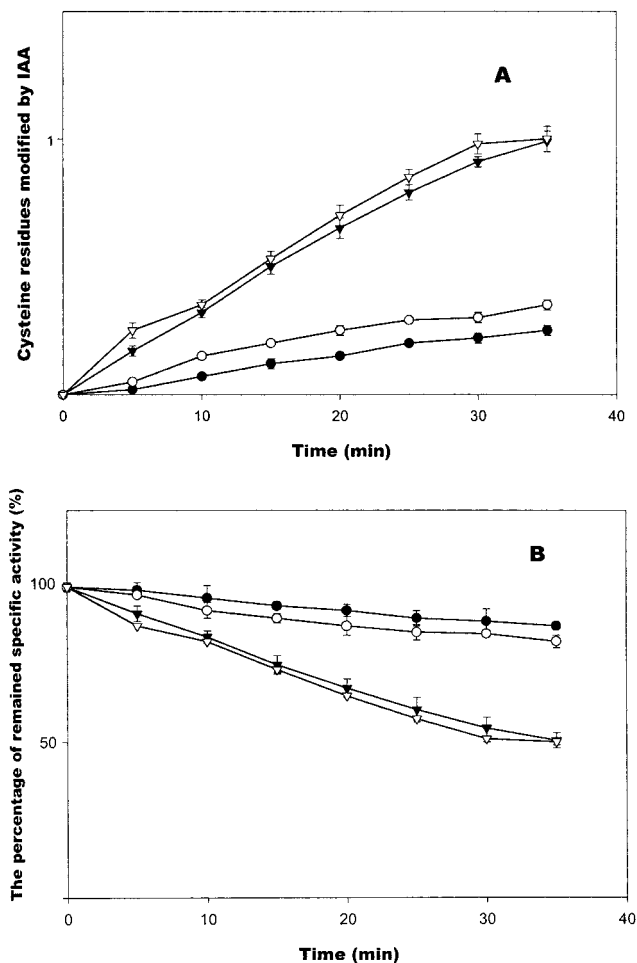 A
Cysteine residues modified by IAA
1
0 10 20 30 40
Time (min)
B
The percentage of remained specific activity (%)
100
50
0 10 20 30 40
Time (min)